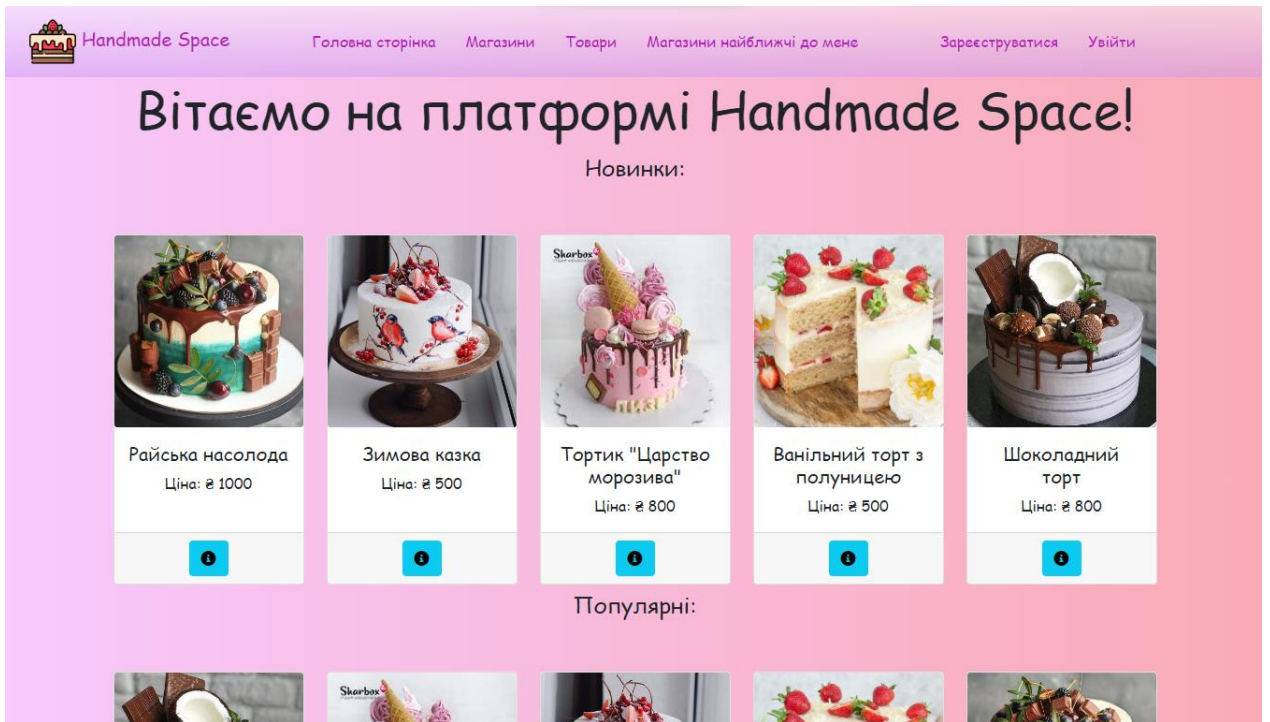 Handmade Space Головна сторінка Магазини Товари Магазини найближчі до мене Зареєструватися Увійти
Вітаємо на платформі Handmade Space!
Новинки:
Sharbox
Райська насолода
Ціна: ₴ 1000
Зимова казка
Ціна: ₴ 500
Тортик "Царство
морозива"
Ціна: ₴ 800
Ванільний торт з
полуницею
Ціна: ₴ 500
Шоколадний
торт
Ціна: ₴ 800
Популярні:
Sharbox